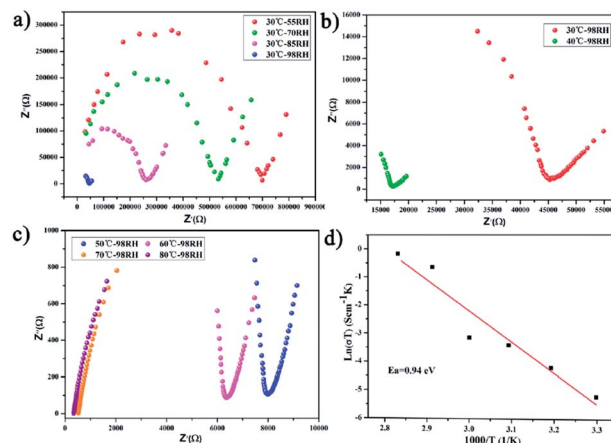 a)
30°C-55RH
30°C-70RH
30°C-85RH
30°C-98RH
300000
250000
200000
150000
100000
50000
0
Z''(Ω)
0 100000 200000 300000 400000 500000 600000 700000 800000 900000
Z'(Ω)
b)
30°C-98RH
40°C-98RH
16000
14000
12000
10000
8000
6000
4000
2000
0
Z''(Ω)
15000 20000 25000 30000 35000 40000 45000 50000 55000
Z'(Ω)
c)
50°C-98RH 60°C-98RH
70°C-98RH 80°C-98RH
1000
800
600
400
200
0
Z''(Ω)
0 2000 4000 6000 8000 10000
Z'(Ω)
d)
0
-1
-2
-3
-4
-5
-6
Ln(σT) (Scm⁻¹K)
Ea=0.94 eV
2.8 2.9 3.0 3.1 3.2 3.3 3.4
1000/T (1/K)